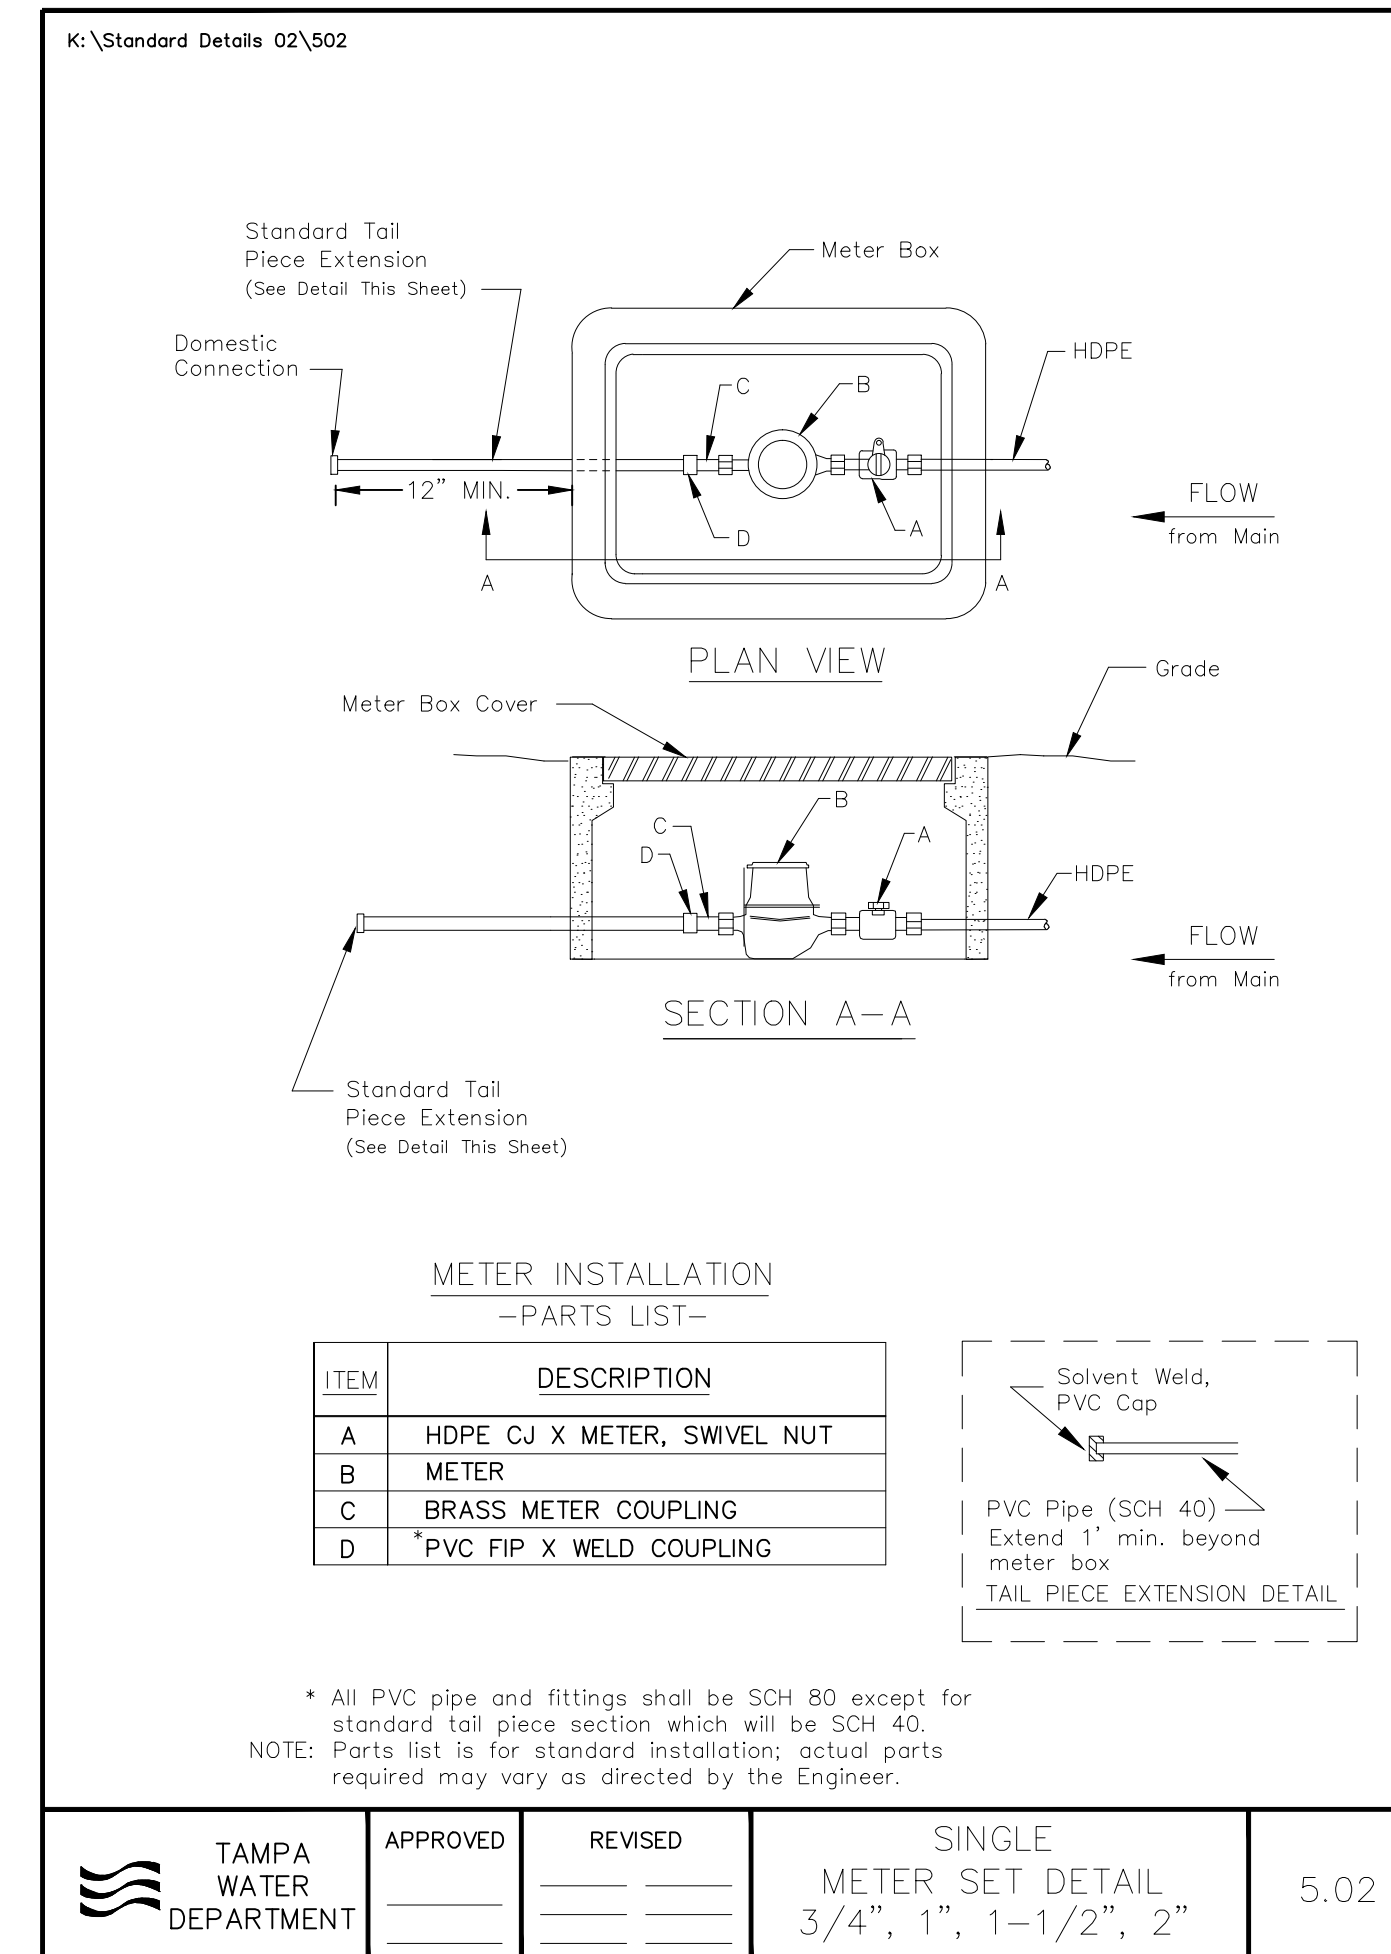 K:\Standard Details 02\502
Standard Tail
Piece Extension
(See Detail This Sheet)
Meter Box
Domestic
Connection
HDPE
C
B
12” MIN.
FLOW
from Main
A
D
A
A
PLAN VIEW
Grade
Meter Box Cover
B
C
A
D
HDPE
FLOW
from Main
SECTION A-A
Standard Tail
Piece Extension
(See Detail This Sheet)
METER INSTALLATION
-PARTS LIST-
ITEM DESCRIPTION
A HDPE CJ X METER, SWIVEL NUT
B METER
C BRASS METER COUPLING
D *PVC FIP X WELD COUPLING
Solvent Weld,
PVC Cap
PVC Pipe (SCH 40)
Extend 1' min. beyond
meter box
TAIL PIECE EXTENSION DETAIL
* All PVC pipe and fittings shall be SCH 80 except for
standard tail piece section which will be SCH 40.
NOTE: Parts list is for standard installation; actual parts
required may vary as directed by the Engineer.
TAMPA
WATER
DEPARTMENT
APPROVED
REVISED
SINGLE
METER SET DETAIL
3/4”, 1”, 1-1/2”, 2”
5.02